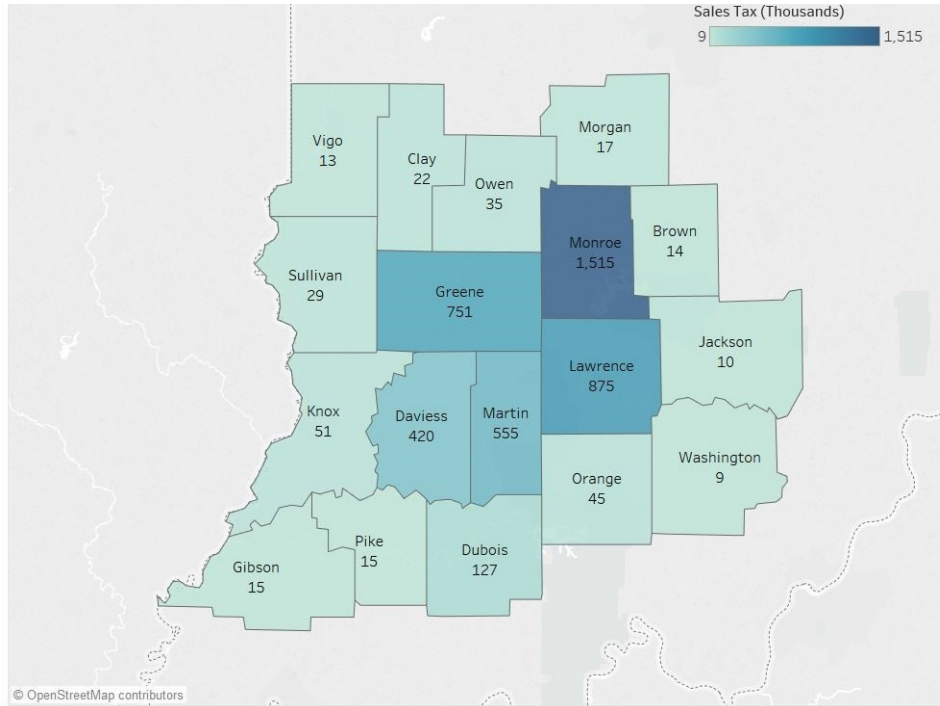 Sales Tax (Thousands)
9 1,515
Morgan
17
Vigo
13
Clay
22
Owen
35
Monroe
1,515
Brown
14
Sullivan
29
Greene
751
Jackson
10
Lawrence
875
Knox
51
Daviess
420
Martin
555
Washington
9
Orange
45
Pike
15
Dubois
127
Gibson
15
© OpenStreetMap contributors